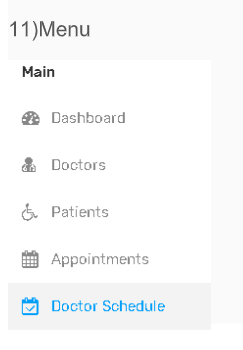 11)Menu
Main
Dashboard
Doctors
Patients
Appointments
Doctor Schedule